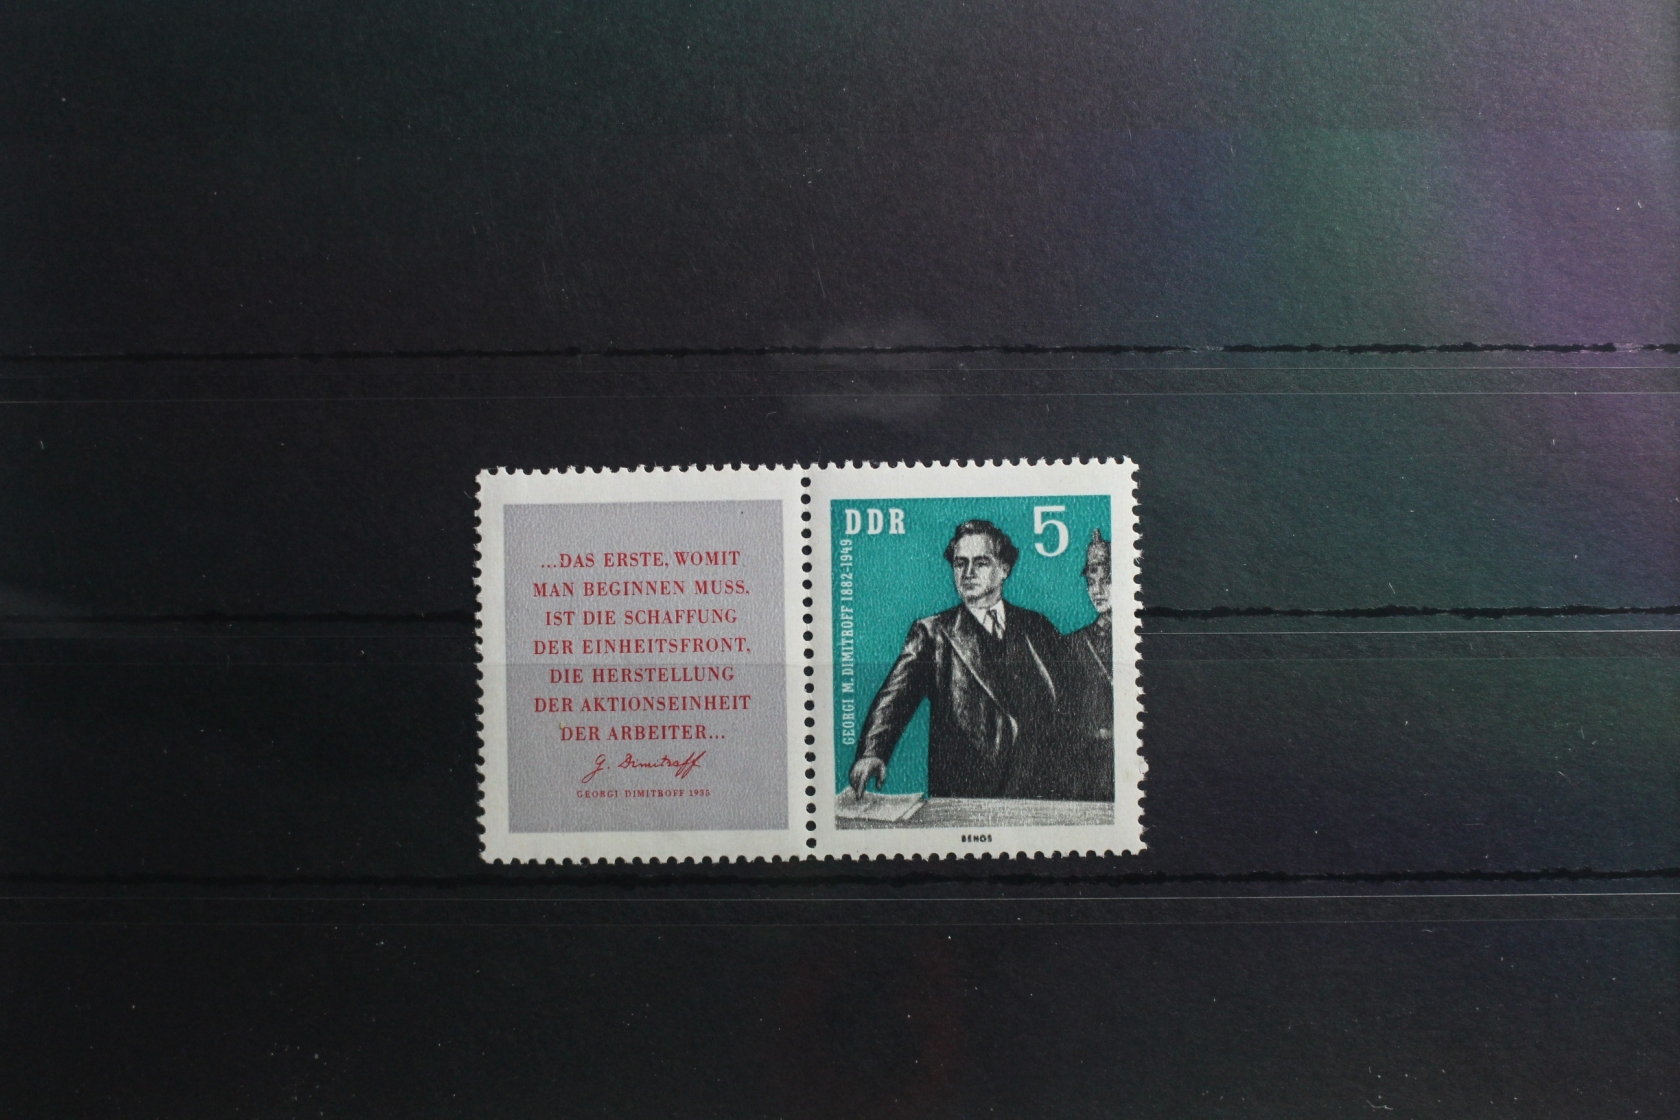 ...DAS ERSTE, WOMIT
MAN BEGINNEN MUSS,
IST DIE SCHAFFUNG
DER EINHEITSFRONT,
DIE HERSTELLUNG
DER AKTIONSEINHEIT
DER ARBEITER...
G. Dimitroff
GEORGI DIMITROFF 1935
DDR
5
GEORGI M. DIMITROFF 1882-1949
BENGS